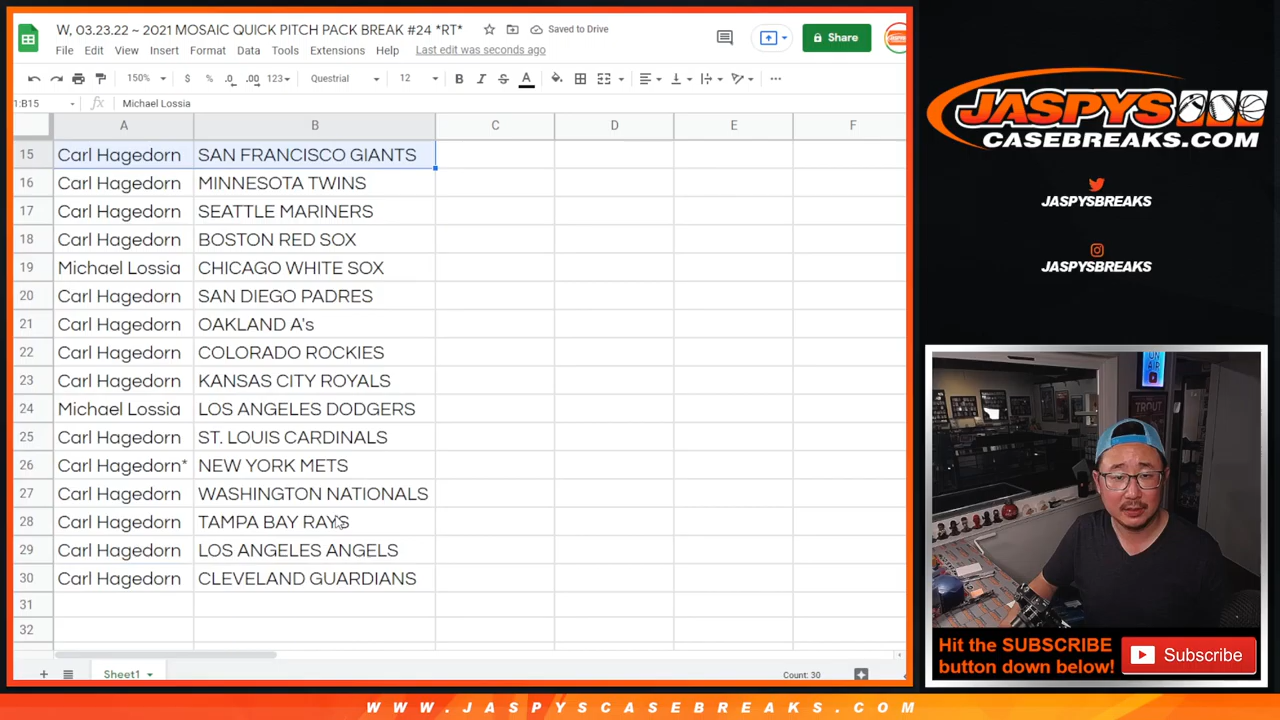 W, 03.23.22 ~ 2021 MOSAIC QUICK PITCH PACK BREAK #24 *RT*
Saved to Drive
File Edit View Insert Format Data Tools Extensions Help Last edit was seconds ago
Share
150% $ % .0 .00 123 Questrial 12 B I S A
1:B15 fx Michael Lossia
A B C D E F
15 Carl Hagedorn SAN FRANCISCO GIANTS
16 Carl Hagedorn MINNESOTA TWINS
17 Carl Hagedorn SEATTLE MARINERS
18 Carl Hagedorn BOSTON RED SOX
19 Michael Lossia CHICAGO WHITE SOX
20 Carl Hagedorn SAN DIEGO PADRES
21 Carl Hagedorn OAKLAND A's
22 Carl Hagedorn COLORADO ROCKIES
23 Carl Hagedorn KANSAS CITY ROYALS
24 Michael Lossia LOS ANGELES DODGERS
25 Carl Hagedorn ST. LOUIS CARDINALS
26 Carl Hagedorn* NEW YORK METS
27 Carl Hagedorn WASHINGTON NATIONALS
28 Carl Hagedorn TAMPA BAY RAYS
29 Carl Hagedorn LOS ANGELES ANGELS
30 Carl Hagedorn CLEVELAND GUARDIANS
31
32
Sheet1
Count: 30
JASPYS
CASEBREAKS.COM
JASPYSBREAKS
JASPYSBREAKS
ON
AIR
TROUT
Hit the SUBSCRIBE
button down below!
Subscribe
WWW.JASPYSCASEBREAKS.COM